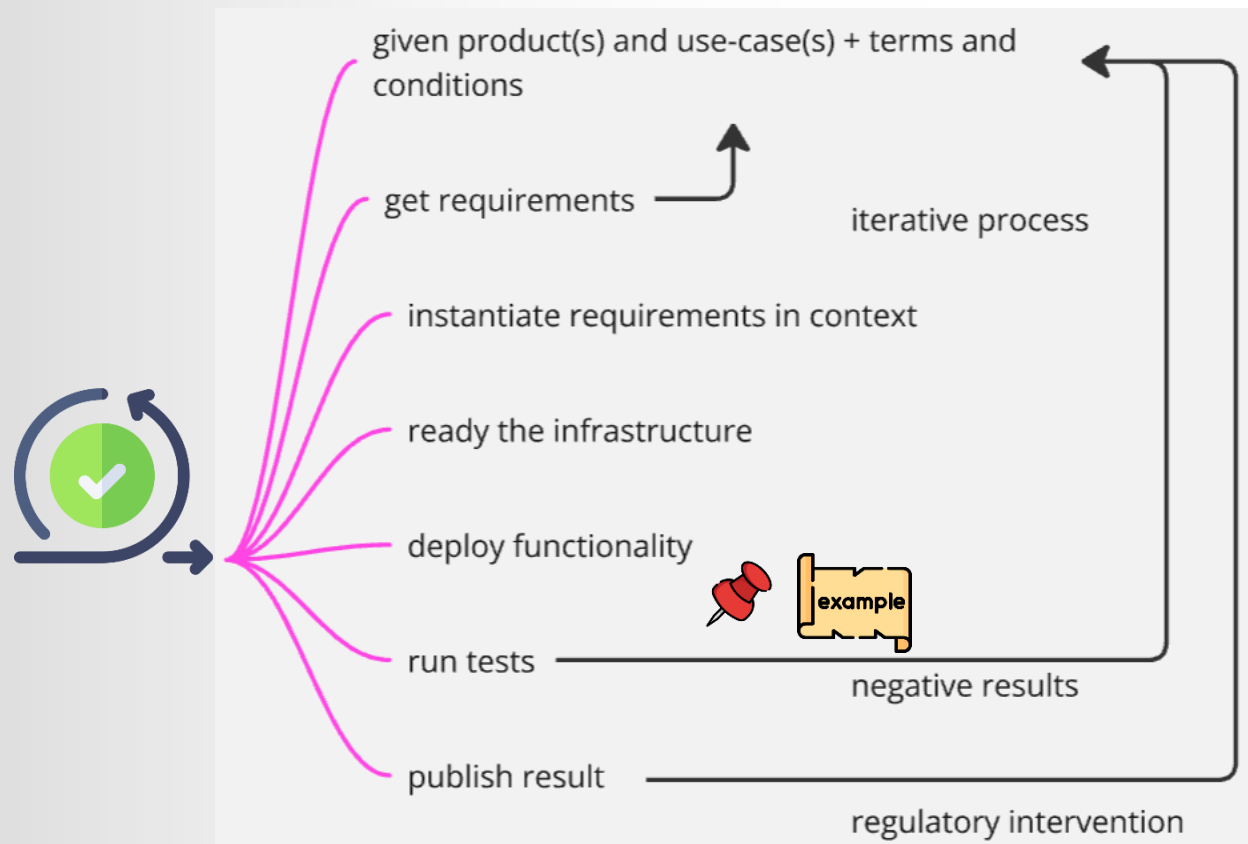 given product(s) and use-case(s) + terms and
conditions
get requirements
iterative process
instantiate requirements in context
ready the infrastructure
deploy functionality
example
run tests
negative results
publish result
regulatory intervention